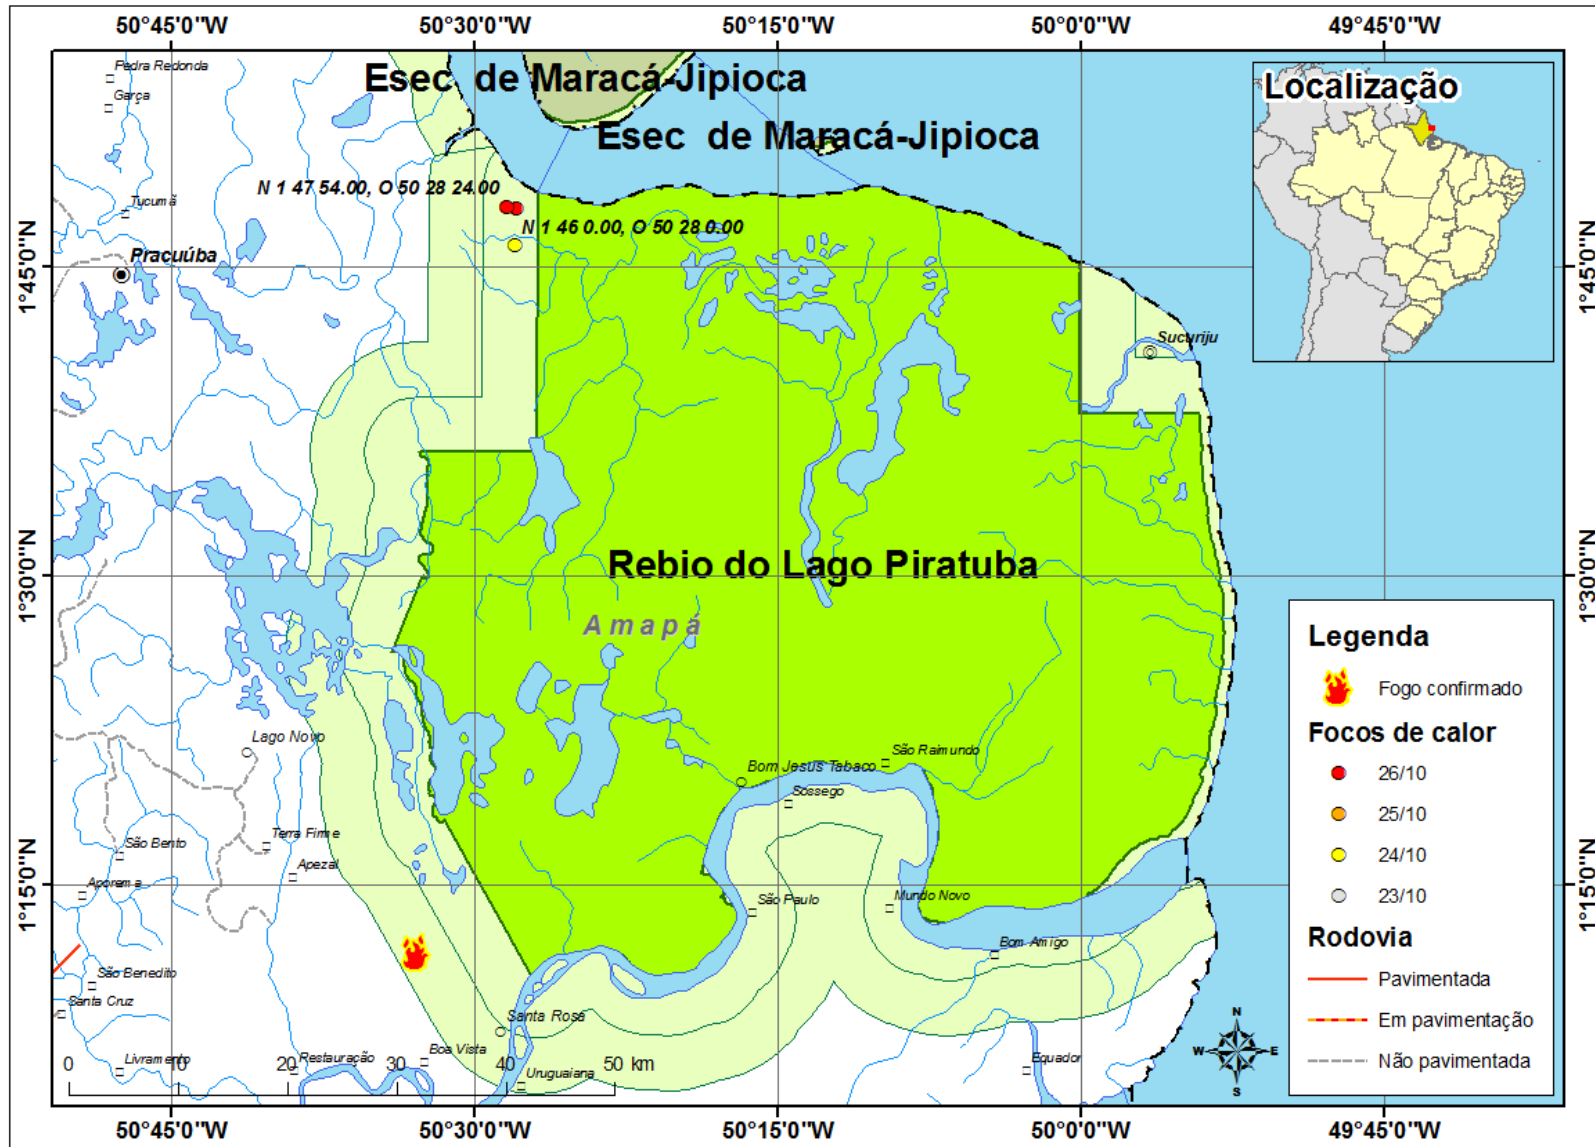 50°45'0"W 50°30'0"W 50°15'0"W 50°0'0"W 49°45'0"W
Pedra Redonda
Garça
Esec de Maracá-Jipioca
Esec de Maracá-Jipioca
Localização
N 1 47 54.00, O 50 28 24.00
Tucumã
N 1 46 0.00, O 50 28 0.00
Pracuúba
1°45'0"N
1°45'0"N
Sucuriju
Rebio do Lago Piratuba
1°30'0"N
1°30'0"N
Amapá
Legenda
Fogo confirmado
Focos de calor
26/10
25/10
24/10
23/10
Rodovia
Pavimentada
Em pavimentação
Não pavimentada
Lago Novo
São Raimundo
Bom Jesus Tabaco
Sossego
Terra Firme
São Bento
Apezal
Aporema
1°15'0"N
1°15'0"N
São Paulo
Mundo Novo
Bom Amigo
São Benedito
Santa Cruz
Santa Rosa
Boa Vista
Livramento
Restauração
Uruguaiana
Equador
0 10 20 30 40 50 km
N
W E
S
50°45'0"W 50°30'0"W 50°15'0"W 50°0'0"W 49°45'0"W